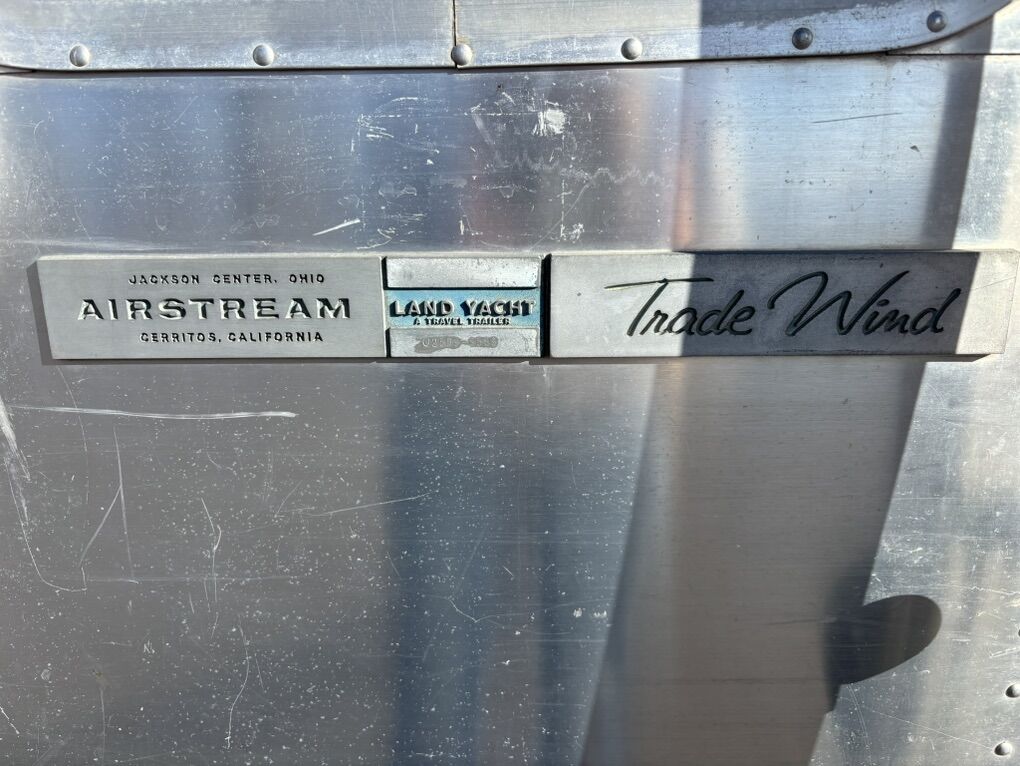 JACKSON CENTER, OHIO
AIRSTREAM
CERRITOS, CALIFORNIA
LAND YACHT
A TRAVEL TRAILER
Trade Wind